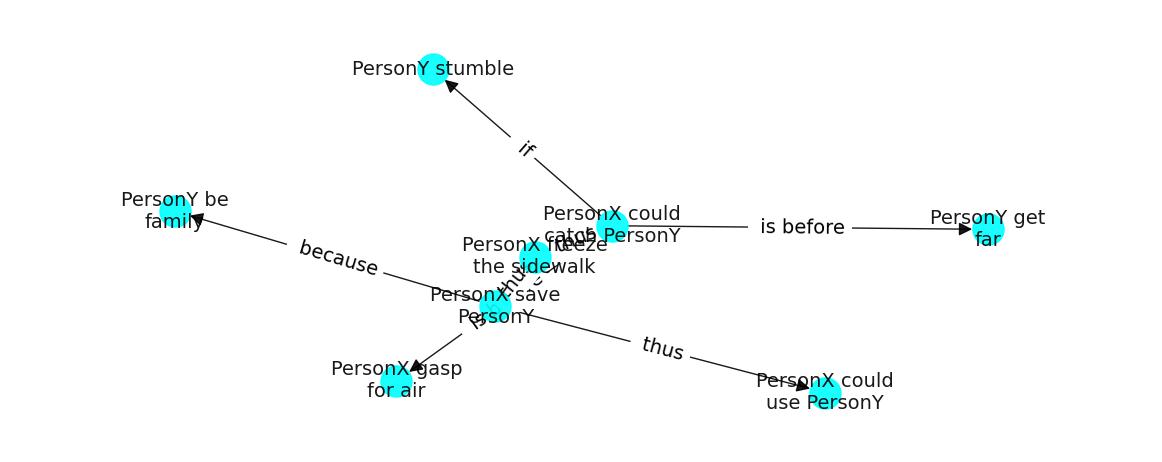 PersonY stumble
if
PersonY be
family
PersonX could
catch PersonY
is before
PersonY get
far
PersonX freeze
the sidewalk
because
PersonX save
PersonY
thus
thus
PersonX gasp
for air
PersonX could
use PersonY